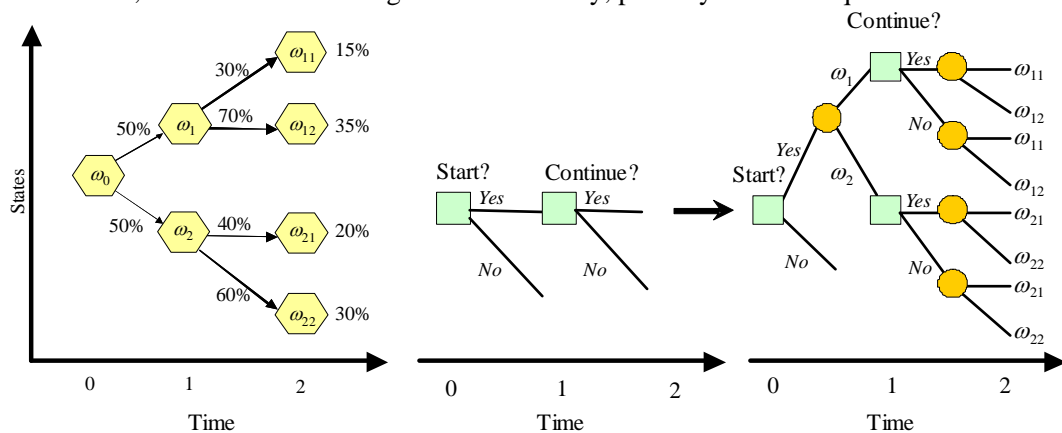 Continue?
ω11 15%
30%
ω1 70% ω12 35%
50%
ω0
States
50%
ω2 40% ω21 20%
60%
ω22 30%
0 1 2
Time
Start? Continue?
Yes Yes
No No
0 1 2
Time
Continue?
Yes ω11
ω1
ω12
No ω11
Yes
ω12
Start?
ω2
Yes ω21
No
ω22
No ω21
ω22
0 1 2
Time